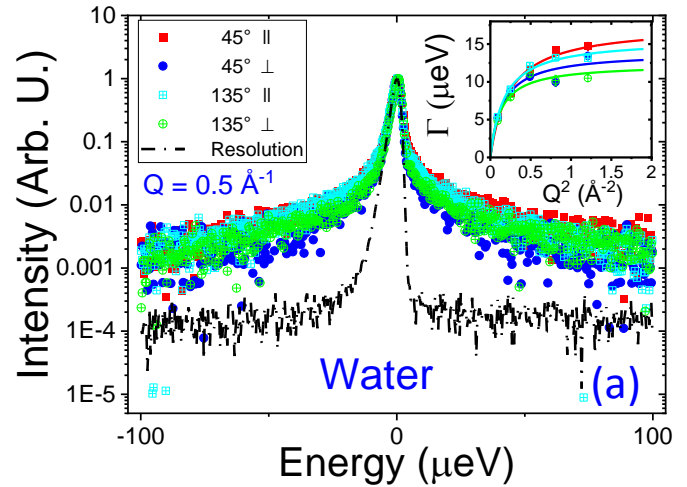 45° ||
45° ⊥
135° ||
135° ⊥
Resolution
Q = 0.5 Å⁻¹
Intensity (Arb. U.)
10
1
0.1
0.01
0.001
1E-4
1E-5
-100
0
100
Energy (μeV)
Water
(a)
Γ (μeV)
15
10
5
0
0
1
2
Q² (Å⁻²)